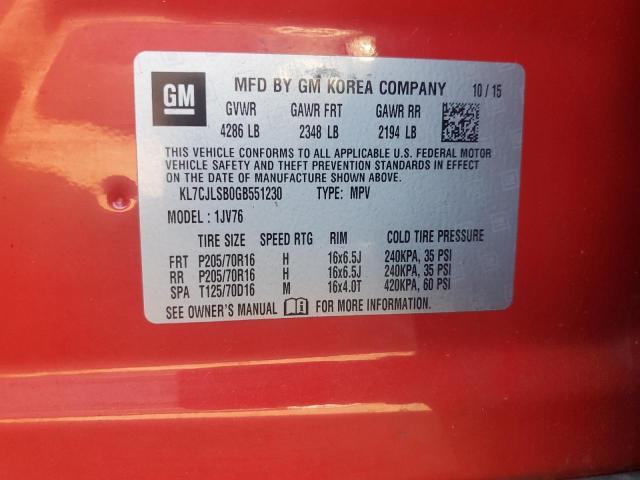 GM MFD BY GM KOREA COMPANY 10/15
GVWR GAWR FRT GAWR RR
4286 LB 2348 LB 2194 LB
THIS VEHICLE CONFORMS TO ALL APPLICABLE U.S. FEDERAL MOTOR
VEHICLE SAFETY AND THEFT PREVENTION STANDARDS IN EFFECT
ON THE DATE OF MANUFACTURE SHOWN ABOVE.
KL7CJLSB0GB551230 TYPE: MPV
MODEL : 1JV76
TIRE SIZE SPEED RTG RIM COLD TIRE PRESSURE
FRT P205/70R16 H 16x6.5J 240KPA, 35 PSI
RR P205/70R16 H 16x6.5J 240KPA, 35 PSI
SPA T125/70D16 M 16x4.0T 420KPA, 60 PSI
SEE OWNER'S MANUAL FOR MORE INFORMATION.